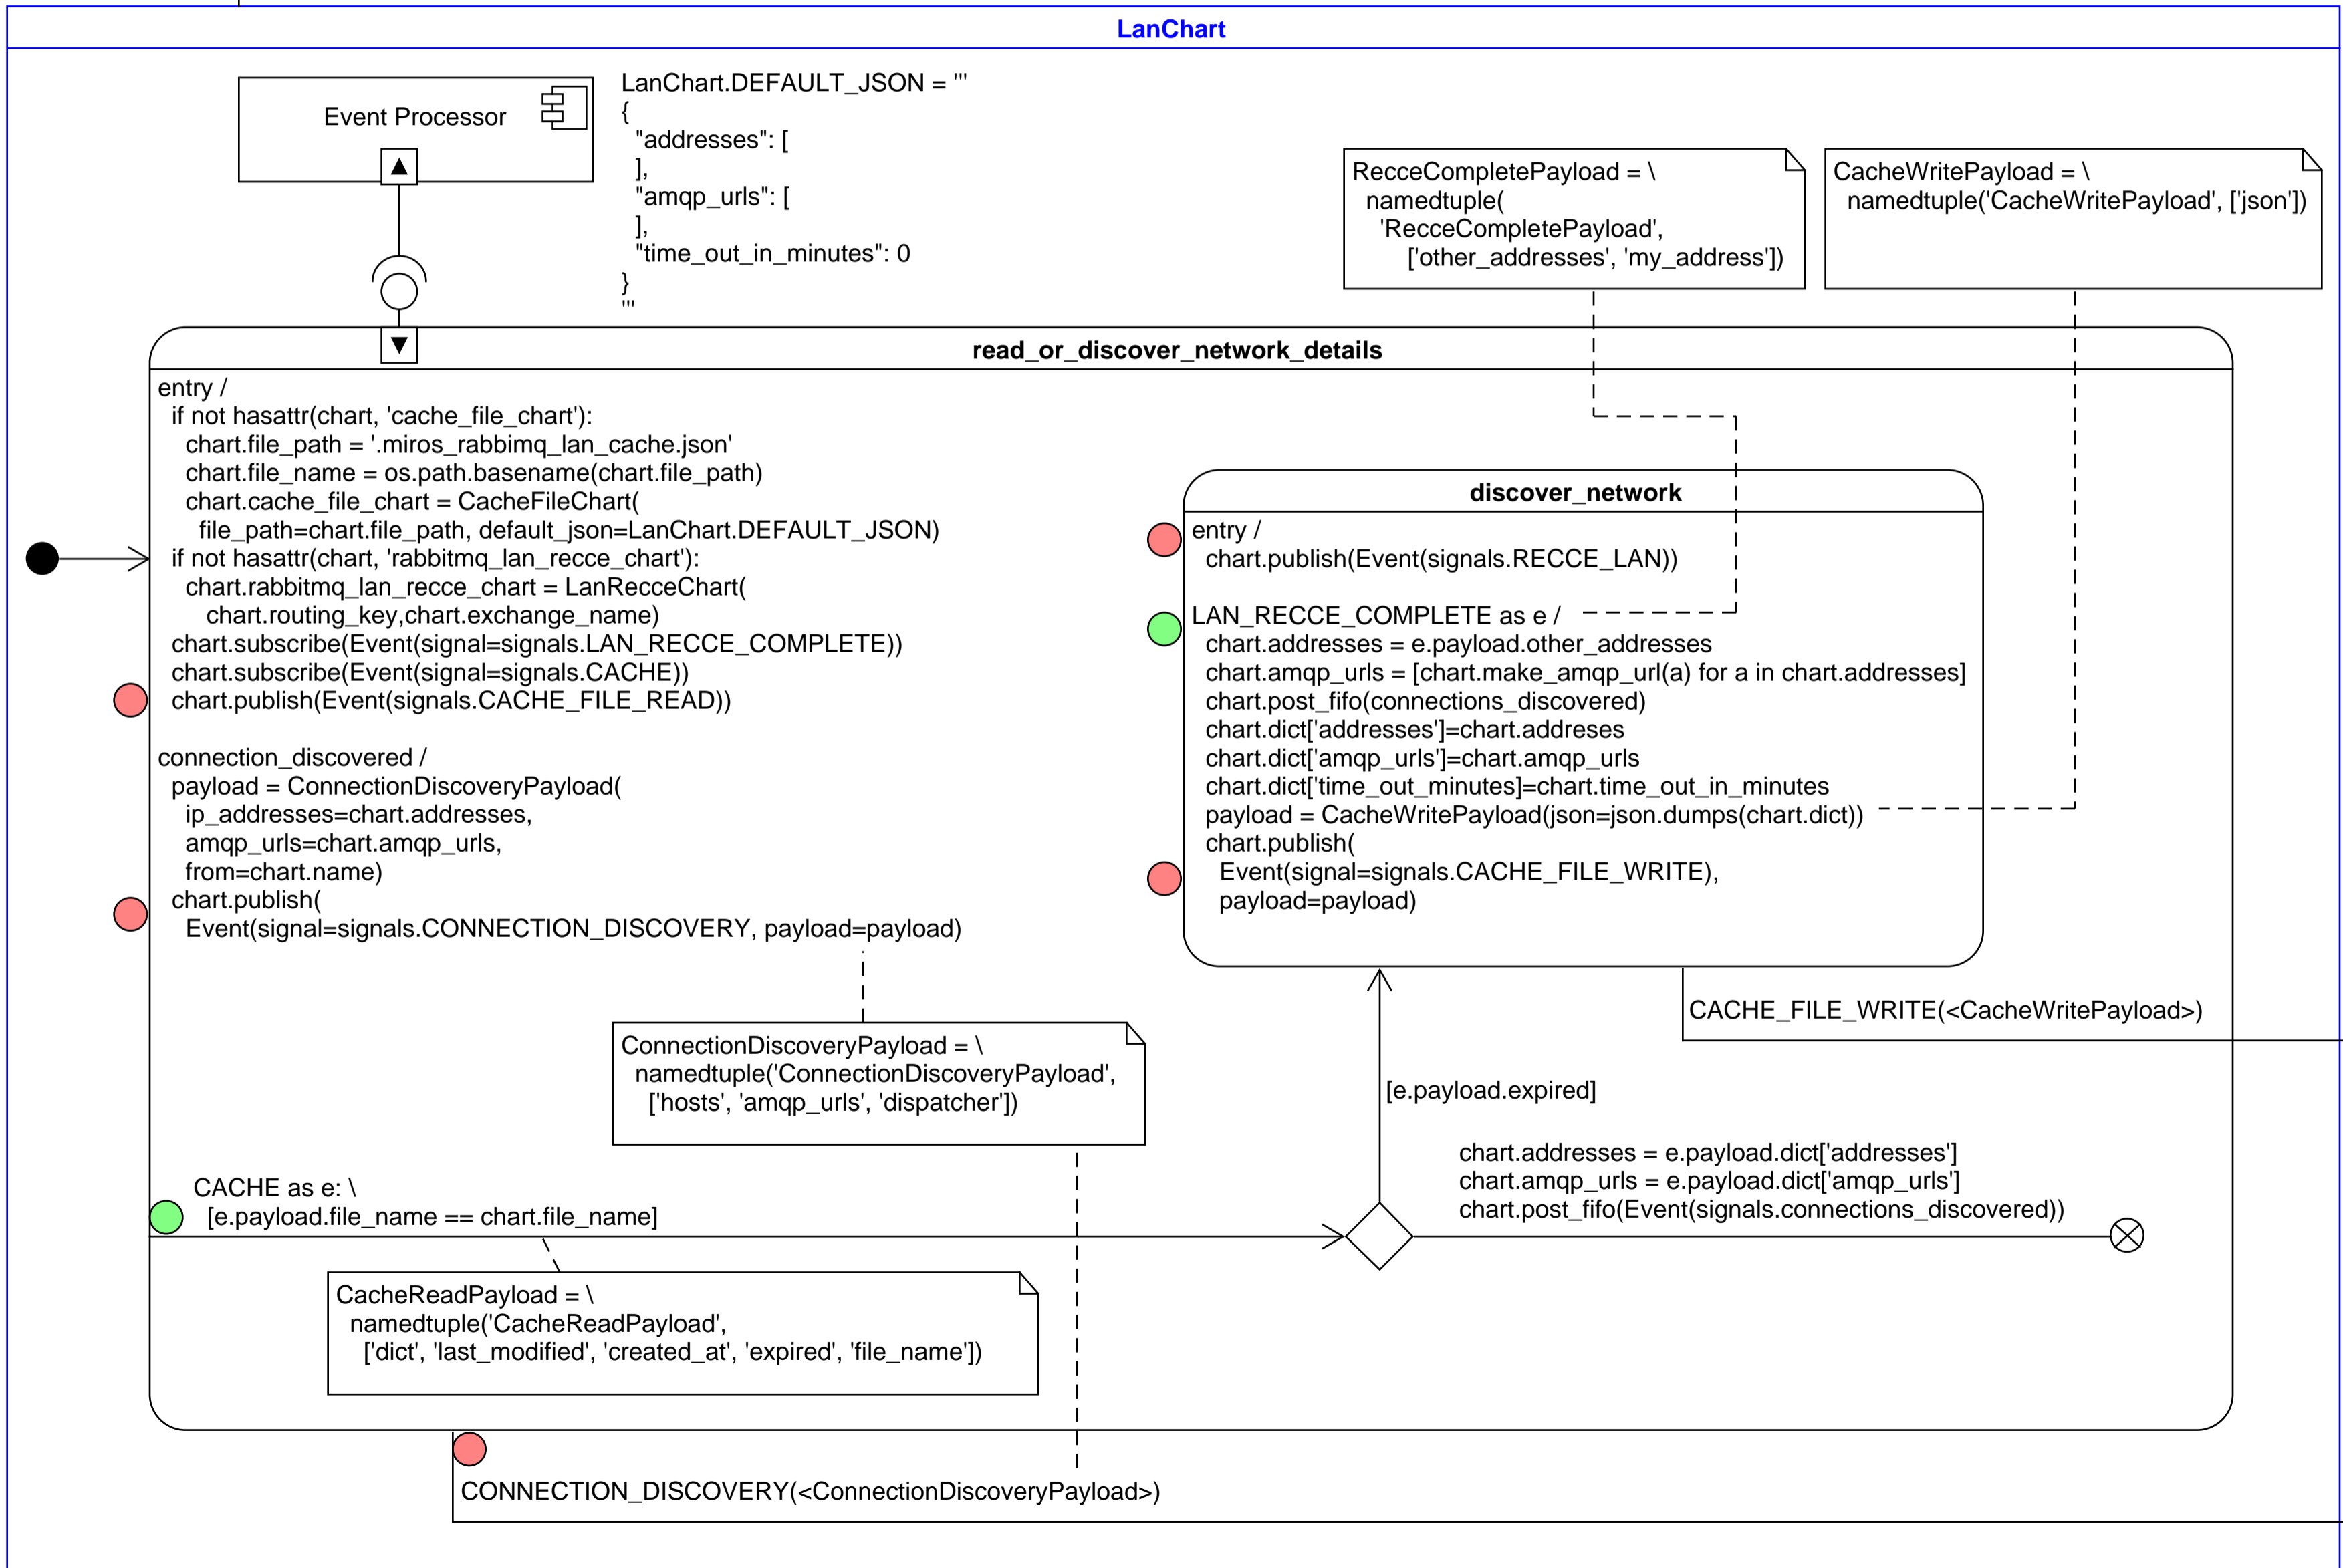 LanChart
Event Processor
LanChart.DEFAULT_JSON = '''
{
"addresses": [
],
"amqp_urls": [
],
"time_out_in_minutes": 0
}
'''
RecceCompletePayload = \
namedtuple(
'RecceCompletePayload',
['other_addresses', 'my_address'])
CacheWritePayload = \
namedtuple('CacheWritePayload', ['json'])
read_or_discover_network_details
entry /
if not hasattr(chart, 'cache_file_chart'):
chart.file_path = '.miros_rabbimq_lan_cache.json'
chart.file_name = os.path.basename(chart.file_path)
chart.cache_file_chart = CacheFileChart(
file_path=chart.file_path, default_json=LanChart.DEFAULT_JSON)
if not hasattr(chart, 'rabbitmq_lan_recce_chart'):
chart.rabbitmq_lan_recce_chart = LanRecceChart(
chart.routing_key,chart.exchange_name)
chart.subscribe(Event(signal=signals.LAN_RECCE_COMPLETE))
chart.subscribe(Event(signal=signals.CACHE))
chart.publish(Event(signals.CACHE_FILE_READ))
connection_discovered /
payload = ConnectionDiscoveryPayload(
ip_addresses=chart.addresses,
amqp_urls=chart.amqp_urls,
from=chart.name)
chart.publish(
Event(signal=signals.CONNECTION_DISCOVERY, payload=payload)
discover_network
entry /
chart.publish(Event(signals.RECCE_LAN))
LAN_RECCE_COMPLETE as e /
chart.addresses = e.payload.other_addresses
chart.amqp_urls = [chart.make_amqp_url(a) for a in chart.addresses]
chart.post_fifo(connections_discovered)
chart.dict['addresses']=chart.addreses
chart.dict['amqp_urls']=chart.amqp_urls
chart.dict['time_out_minutes]=chart.time_out_in_minutes
payload = CacheWritePayload(json=json.dumps(chart.dict))
chart.publish(
Event(signal=signals.CACHE_FILE_WRITE),
payload=payload)
CACHE_FILE_WRITE(<CacheWritePayload>)
ConnectionDiscoveryPayload = \
namedtuple('ConnectionDiscoveryPayload',
['hosts', 'amqp_urls', 'dispatcher'])
[e.payload.expired]
chart.addresses = e.payload.dict['addresses']
chart.amqp_urls = e.payload.dict['amqp_urls']
chart.post_fifo(Event(signals.connections_discovered))
CACHE as e: \
[e.payload.file_name == chart.file_name]
CacheReadPayload = \
namedtuple('CacheReadPayload',
['dict', 'last_modified', 'created_at', 'expired', 'file_name'])
CONNECTION_DISCOVERY(<ConnectionDiscoveryPayload>)